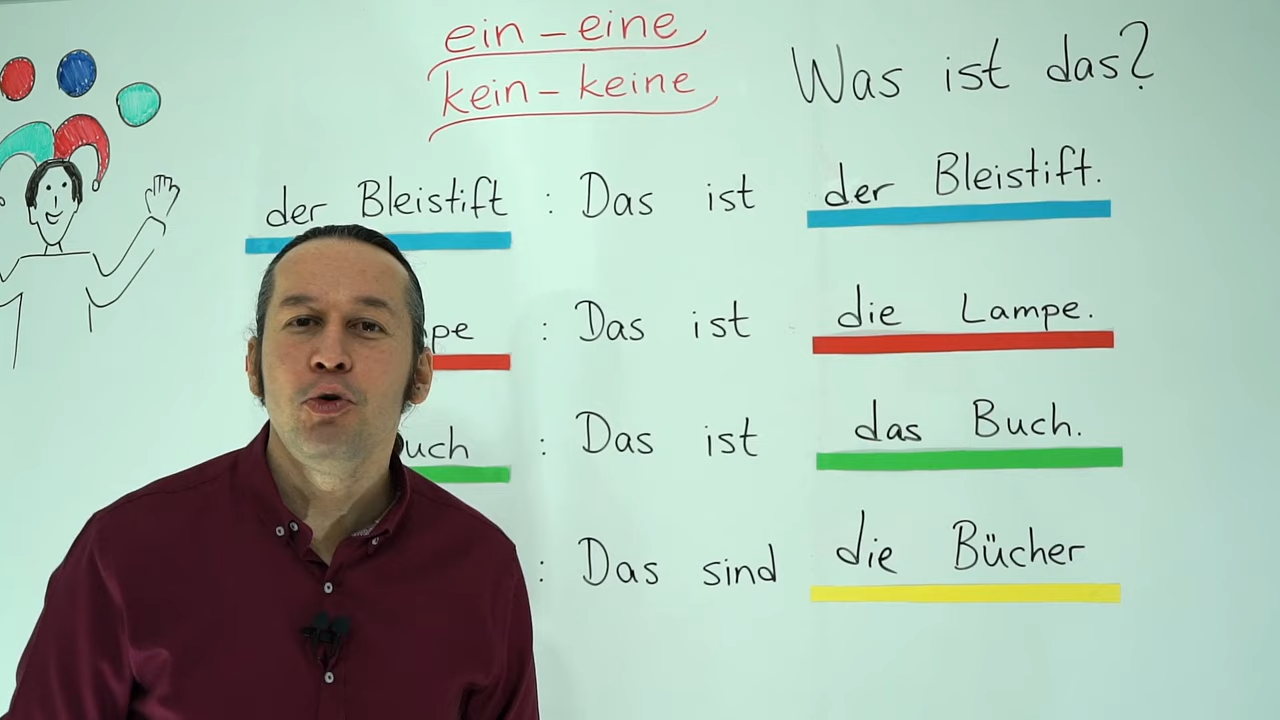 ein – eine
kein – keine
Was ist das?
der Bleistift : Das ist der Bleistift.
: Das ist die Lampe.
: Das ist das Buch.
: Das sind die Bücher